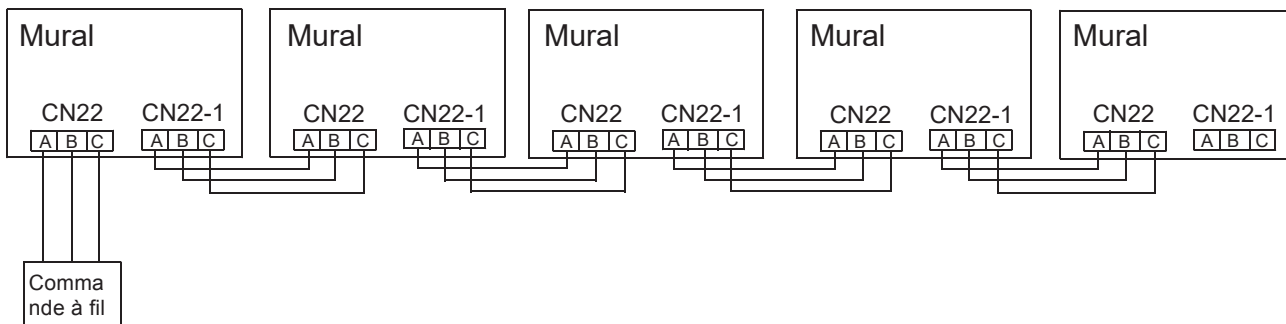 Mural Mural Mural Mural Mural
CN22 CN22-1 CN22 CN22-1 CN22 CN22-1 CN22 CN22-1 CN22 CN22-1
A B C A B C A B C A B C A B C A B C A B C A B C A B C A B C
Comma
nde à fil